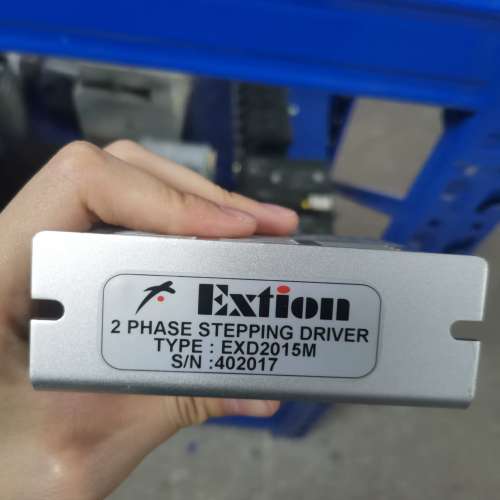 Extion
2 PHASE STEPPING DRIVER
TYPE : EXD2015M
S/N :402017